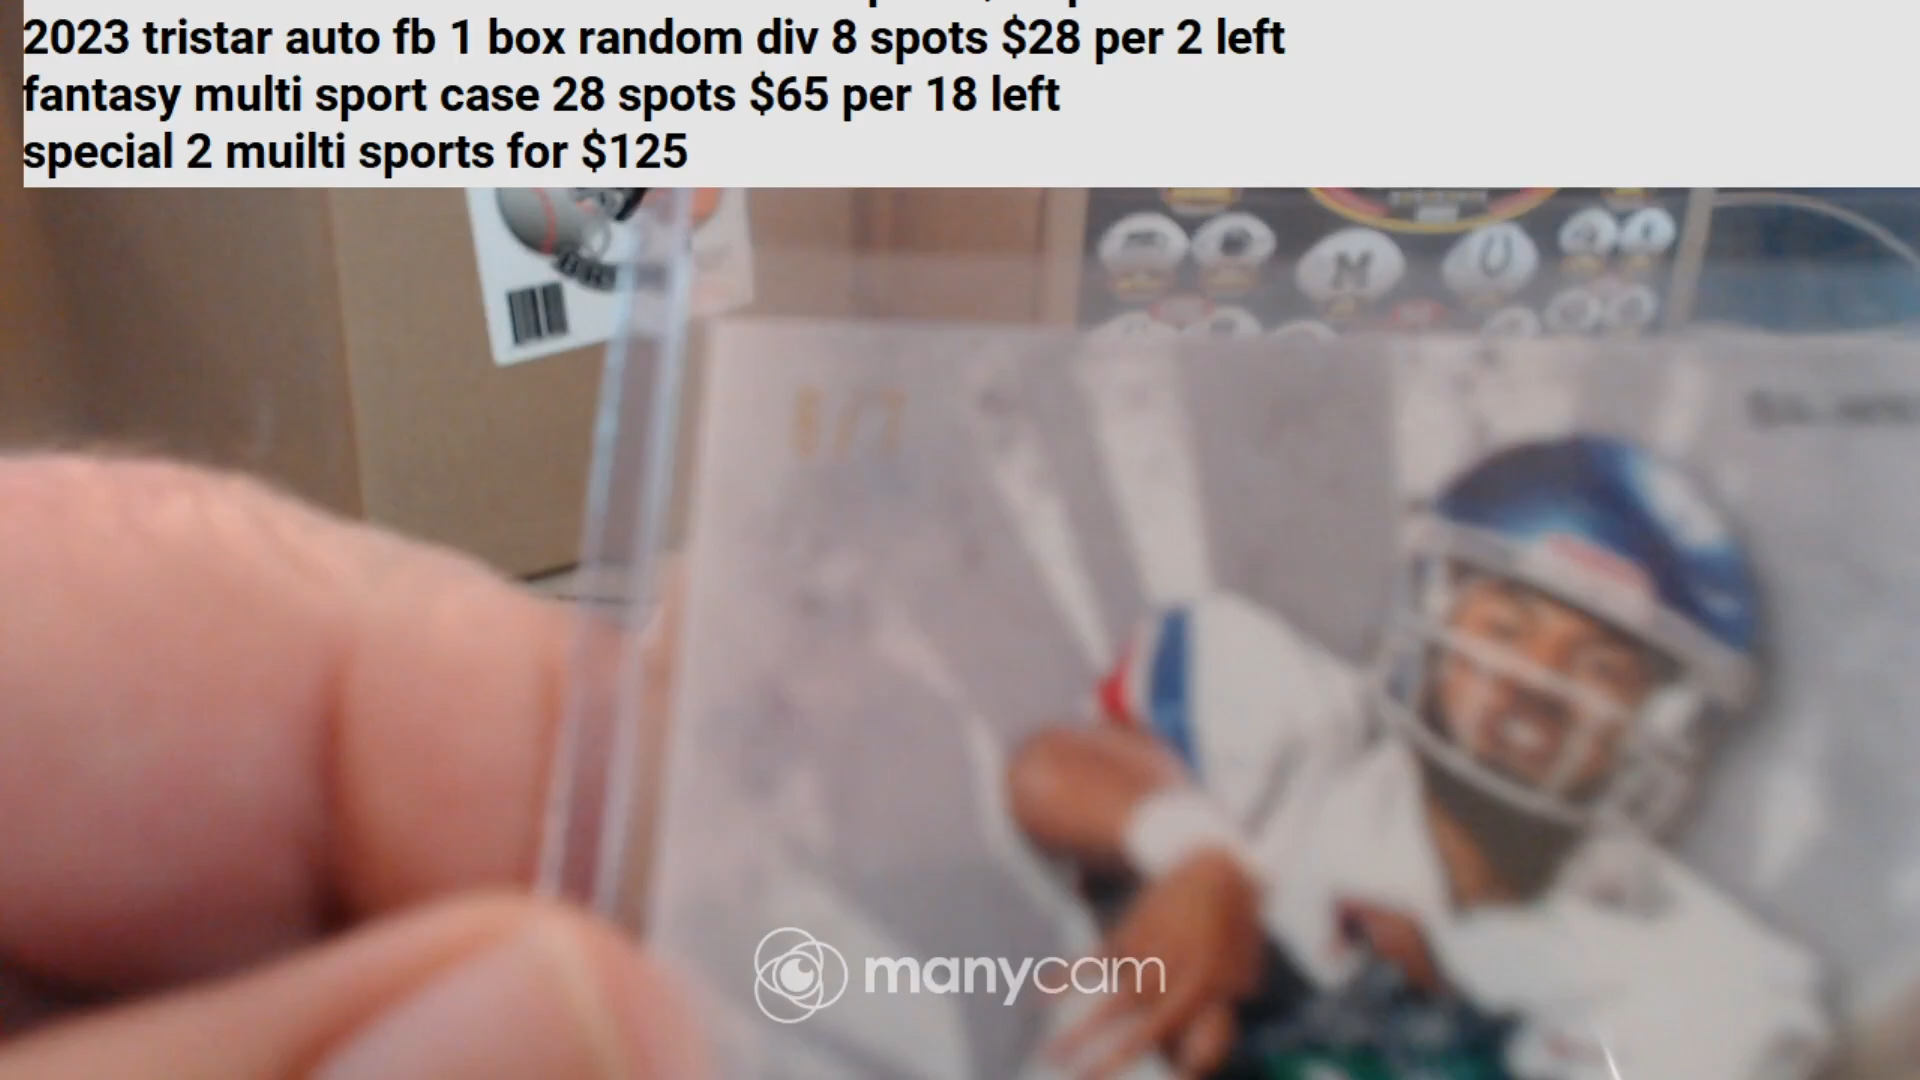 2023 tristar auto fb 1 box random div 8 spots $28 per 2 left
fantasy multi sport case 28 spots $65 per 18 left
special 2 muilti sports for $125
M
manycam